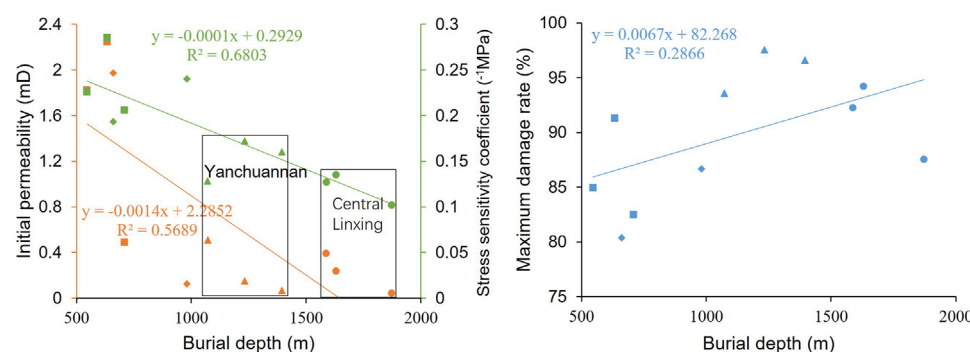 2.4
2
1.6
1.2
0.8
0.4
0
Initial permeability (mD)
y = -0.0001x + 0.2929
R² = 0.6803
Yanchuannan
y = -0.0014x + 2.2852
R² = 0.5689
Central
Linxing
0.3
0.25
0.2
0.15
0.1
0.05
0
Stress sensitivity coefficient (⁻¹MPa)
500 1000 1500 2000
Burial depth (m)
100
95
90
85
80
75
Maximum damage rate (%)
y = 0.0067x + 82.268
R² = 0.2866
500 1000 1500 2000
Burial depth (m)